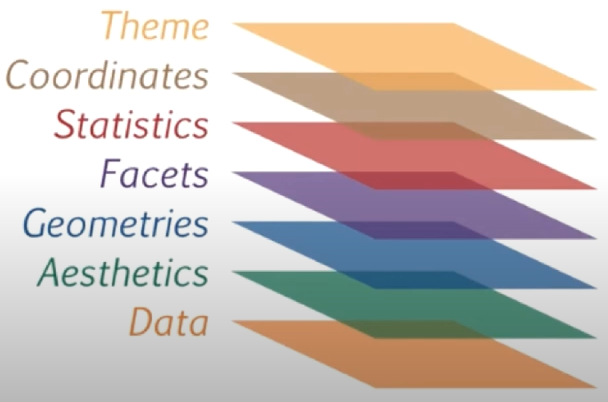 Theme
Coordinates
Statistics
Facets
Geometries
Aesthetics
Data